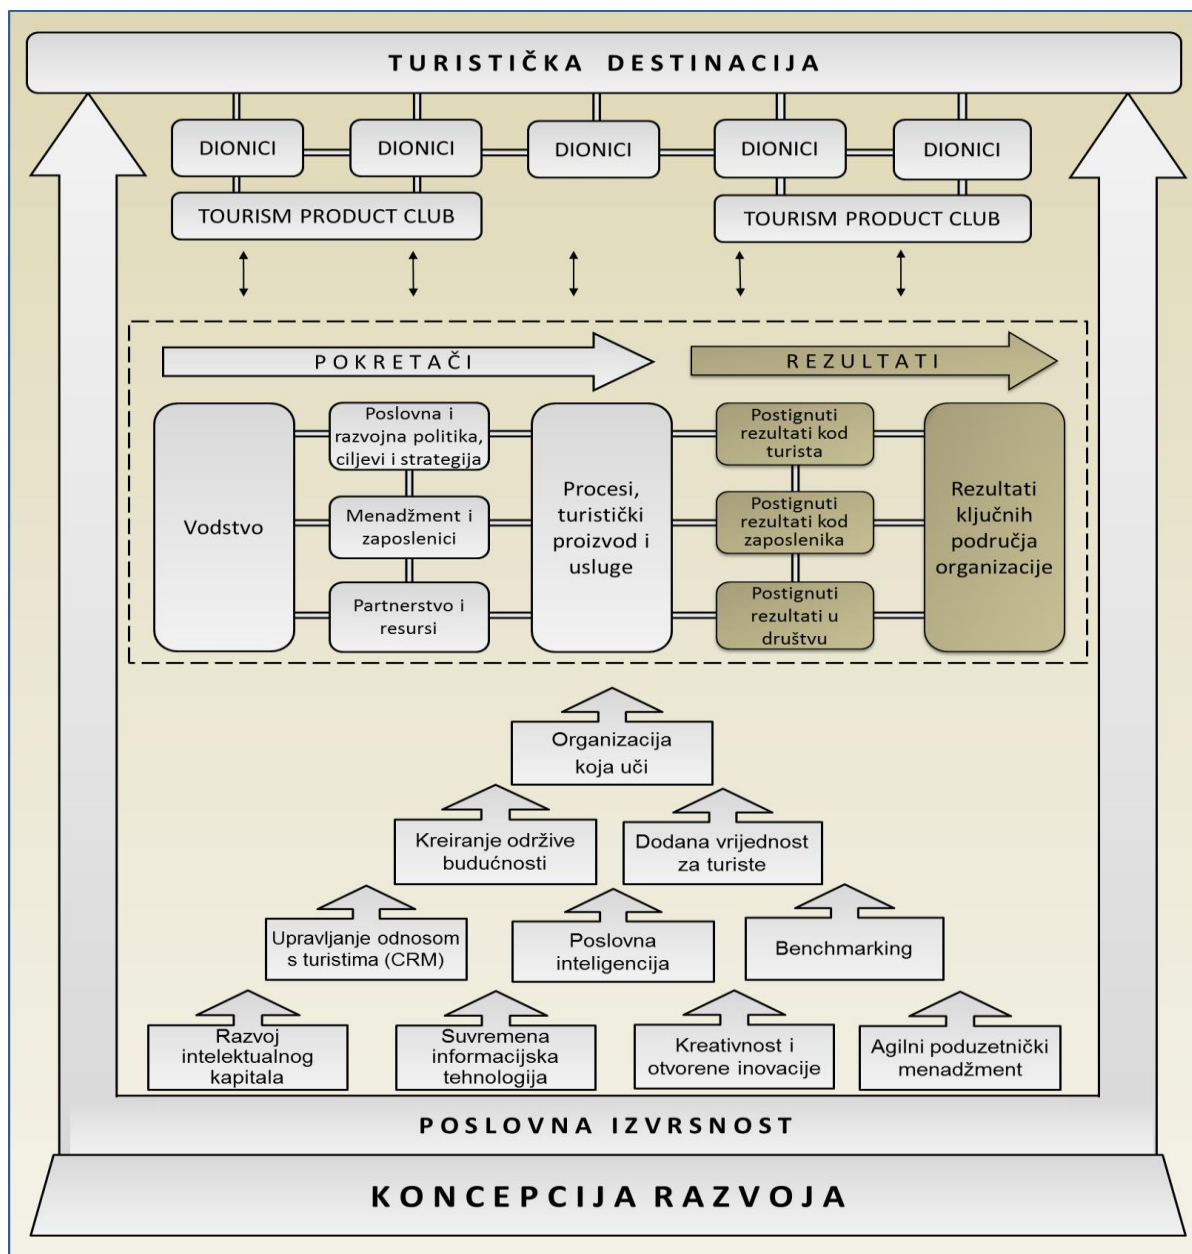 TURISTIČKA DESTINACIJA
DIONICI
DIONICI
DIONICI
DIONICI
DIONICI
TOURISM PRODUCT CLUB
TOURISM PRODUCT CLUB
POKRETAČI
REZULTATI
Vodstvo
Poslovna i
razvojna politika,
ciljevi i strategija
Menadžment i
zaposlenici
Partnerstvo i
resursi
Procesi,
turistički
proizvod i
usluge
Postignuti
rezultati kod
turista
Postignuti
rezultati kod
zaposlenika
Postignuti
rezultati u
društvu
Rezultati
ključnih
područja
organizacije
Organizacija
koja uči
Kreiranje održive
budućnosti
Dodana vrijednost
za turiste
Upravljanje odnosom
s turistima (CRM)
Poslovna
inteligencija
Benchmarking
Razvoj
intelektualnog
kapitala
Suvremena
informacijska
tehnologija
Kreativnost i
otvorene inovacije
Agilni poduzetnički
menadžment
POSLOVNA IZVRSNOST
KONCEPCIJA RAZVOJA